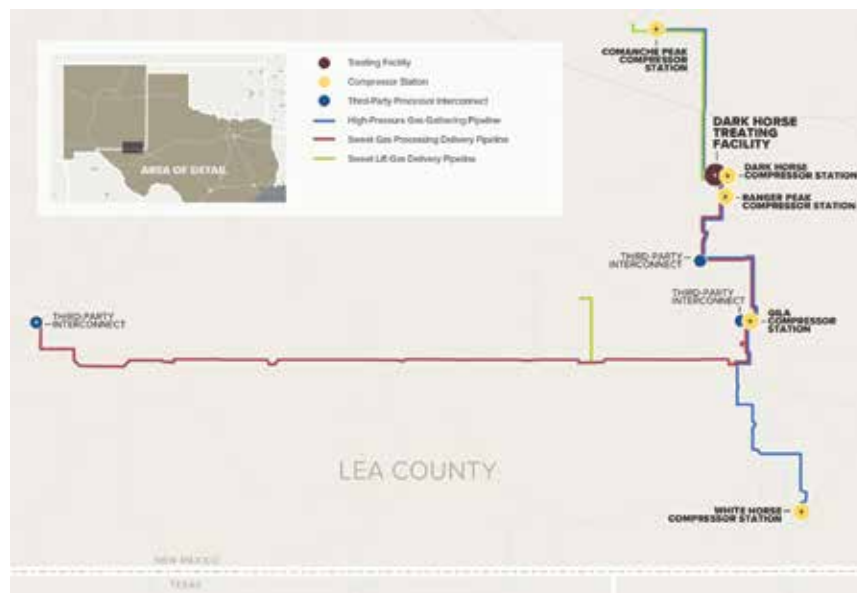 Treating Facility
Compressor Station
Third-Party Processor Interconnect
High-Pressure Gas Gathering Pipeline
Sweet Gas Processing Delivery Pipeline
Sweet Lift-Gas Delivery Pipeline
AREA OF DETAIL
COMANCHE PEAK
COMPRESSOR
STATION
DARK HORSE
TREATING
FACILITY
DARK HORSE
COMPRESSOR STATION
RANGER PEAK
COMPRESSOR STATION
THIRD-PARTY
INTERCONNECT
THIRD-PARTY
INTERCONNECT
GILA
COMPRESSOR
STATION
THIRD-PARTY
INTERCONNECT
LEA COUNTY
WHITE HORSE
COMPRESSOR STATION
NEW MEXICO
TEXAS